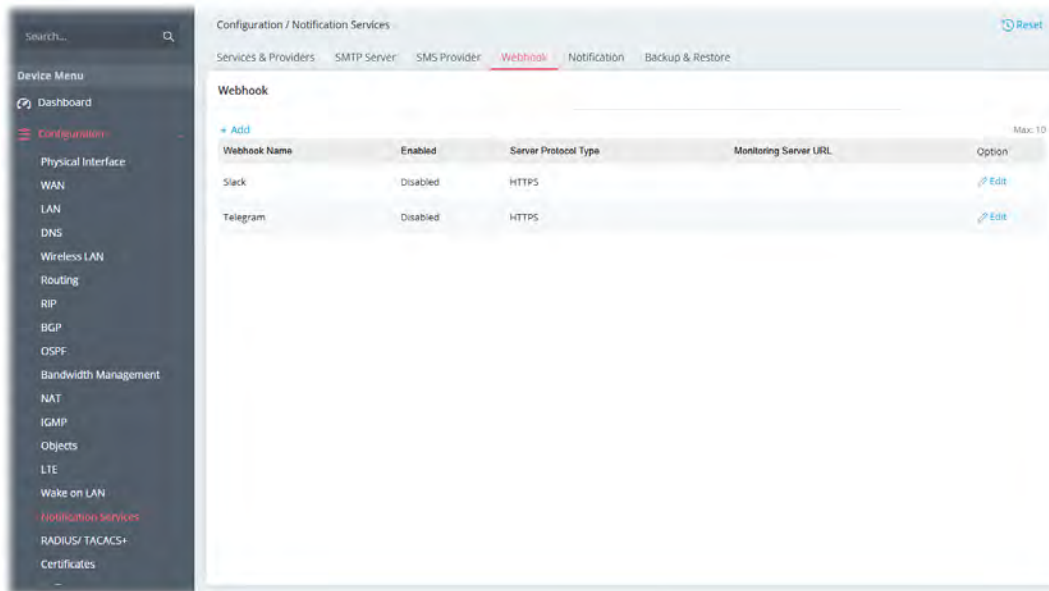 Search...
Device Menu
Dashboard
Configuration
Physical Interface
WAN
LAN
DNS
Wireless LAN
Routing
RIP
BGP
OSPF
Bandwidth Management
NAT
IGMP
Objects
LTE
Wake on LAN
Notification Services
RADIUS/ TACACS+
Certificates
Configuration / Notification Services
Reset
Services & Providers SMTP Server SMS Provider Webhook Notification Backup & Restore
Webhook
+ Add Max: 10
Webhook Name Enabled Server Protocol Type Monitoring Server URL Option
Slack Disabled HTTPS Edit
Telegram Disabled HTTPS Edit